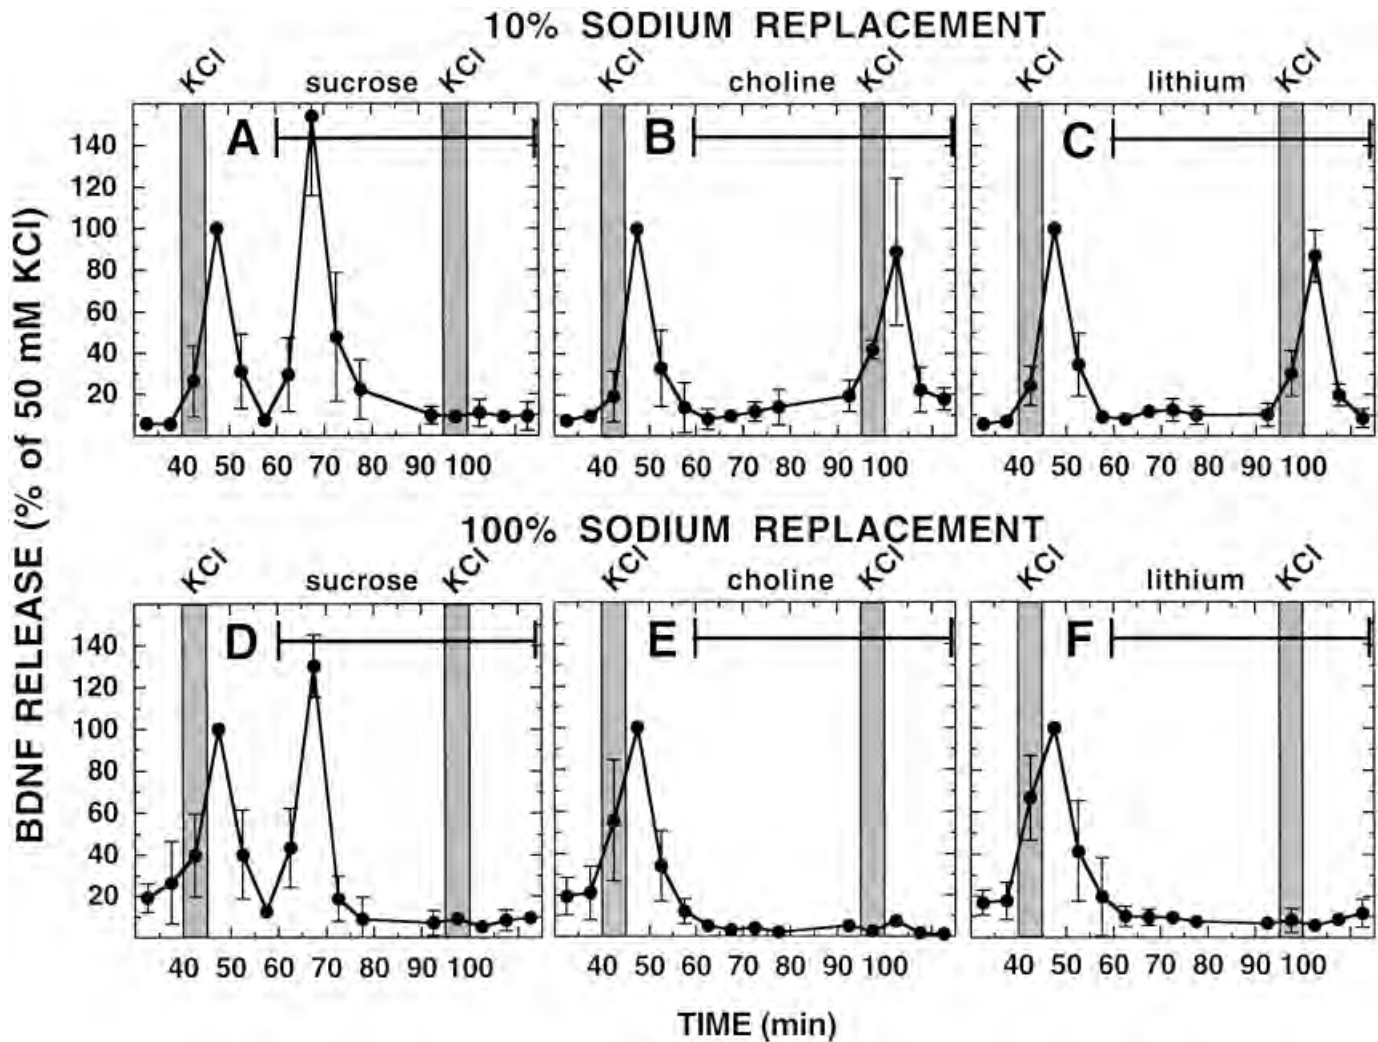 10% SODIUM REPLACEMENT
KCl sucrose KCl KCl choline KCl KCl lithium KCl
A B C
140
120
100
80
60
40
20
40 50 60 70 80 90 100 40 50 60 70 80 90 100 40 50 60 70 80 90 100
100% SODIUM REPLACEMENT
KCl sucrose KCl KCl choline KCl KCl lithium KCl
D E F
140
120
100
80
60
40
20
40 50 60 70 80 90 100 40 50 60 70 80 90 100 40 50 60 70 80 90 100
BDNF RELEASE (% of 50 mM KCl)
TIME (min)